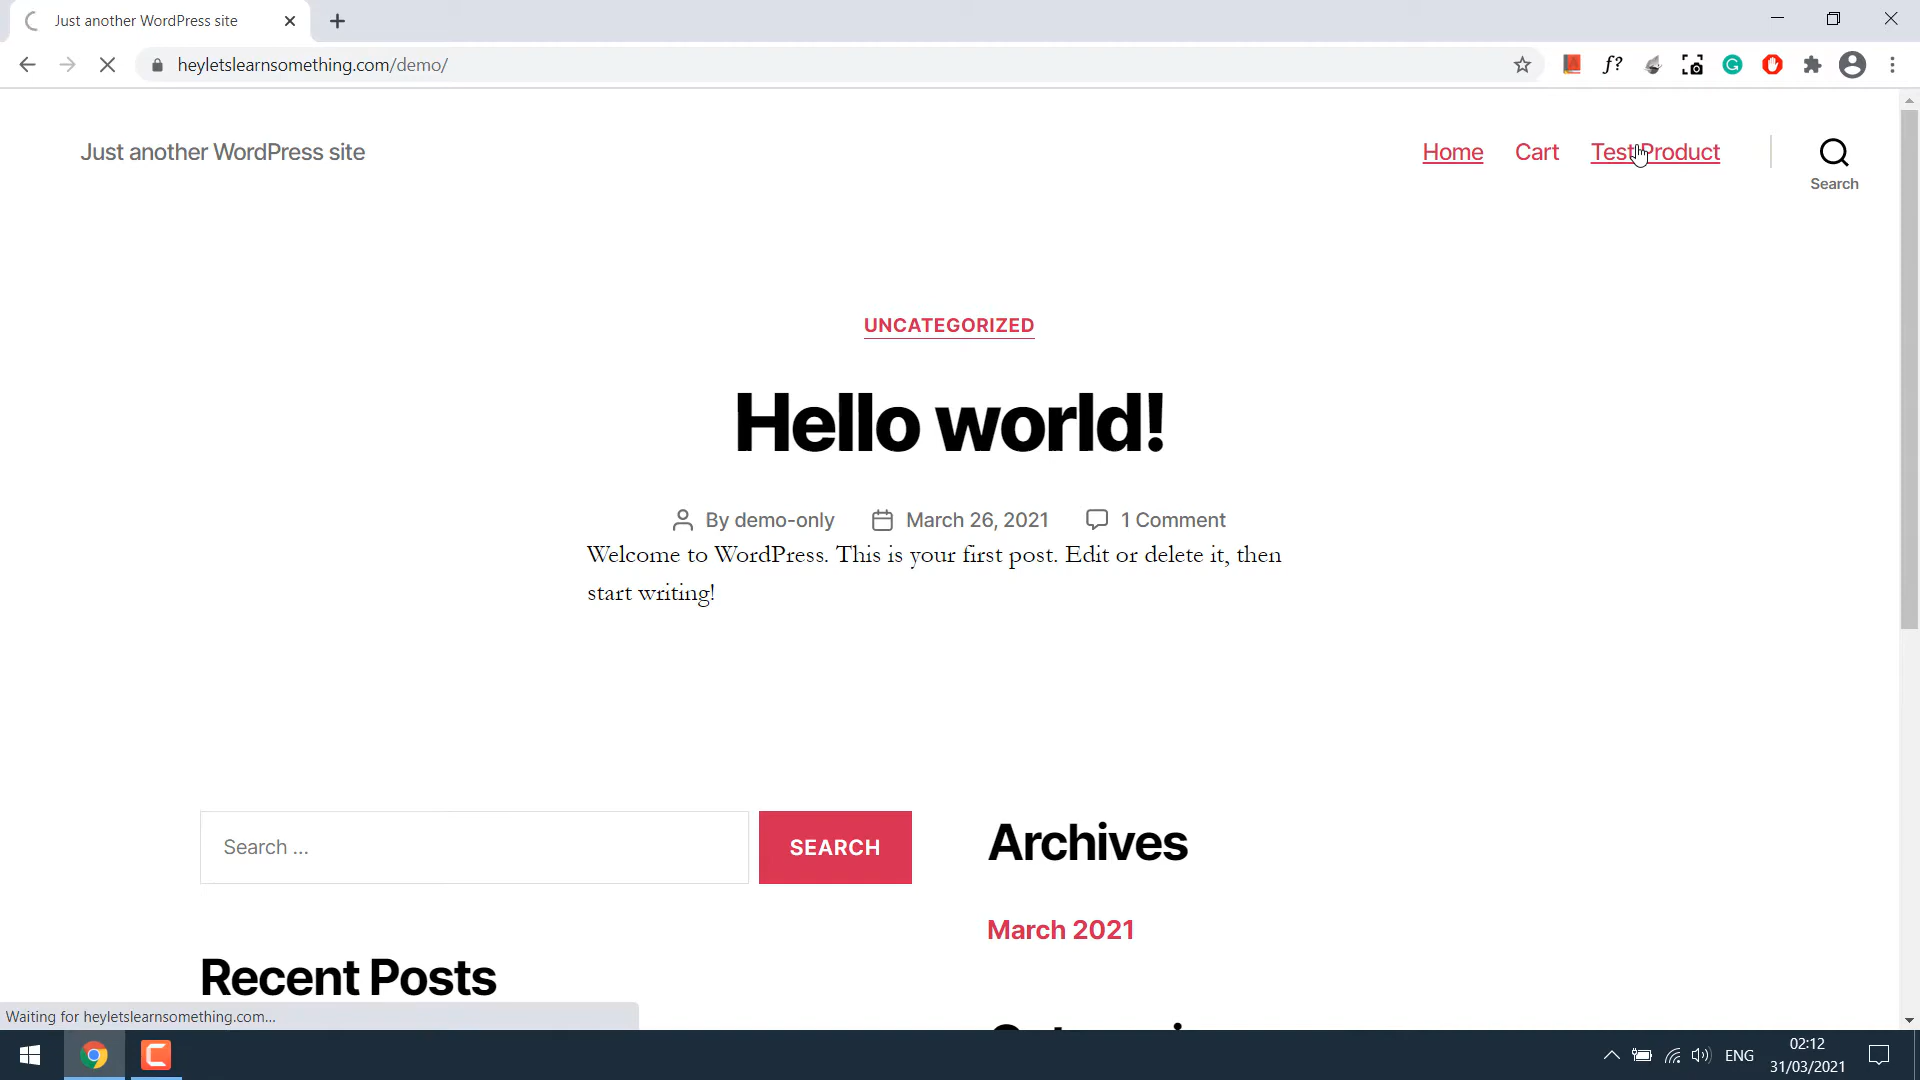 Just another WordPress site
heyletslearnsomething.com/demo/
f?
Just another WordPress site
Home
Cart
Test Product
Search
UNCATEGORIZED
Hello world!
By demo-only
March 26, 2021
1 Comment
Welcome to WordPress. This is your first post. Edit or delete it, then
start writing!
Search ...
SEARCH
Archives
March 2021
Recent Posts
Waiting for heyletslearnsomething.com...
ENG
02:12
31/03/2021